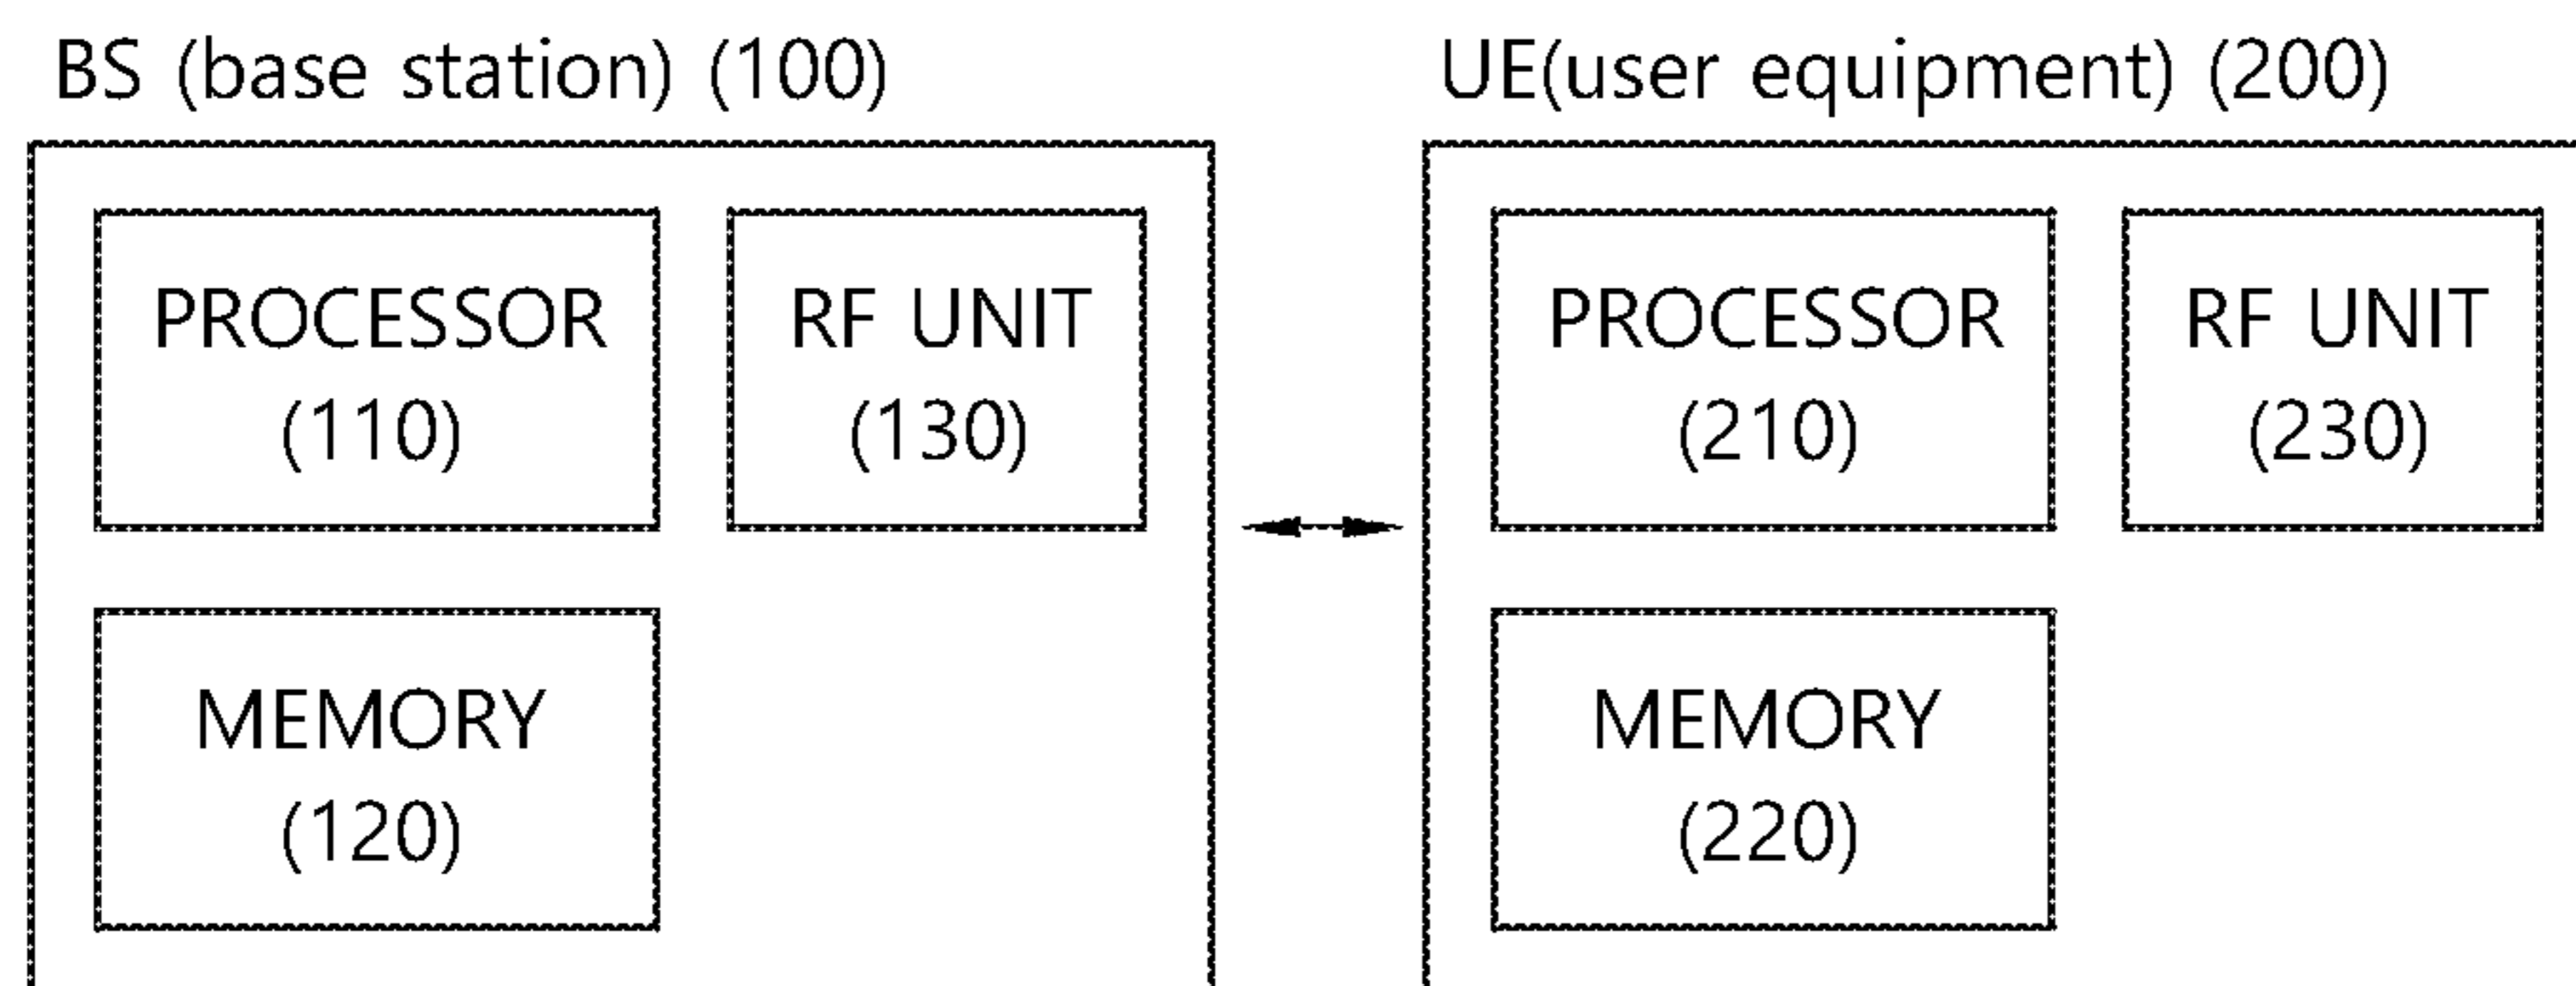 BS (base station) (100)
UE(user equipment) (200)
PROCESSOR
(110)
RF UNIT
(130)
MEMORY
(120)
PROCESSOR
(210)
RF UNIT
(230)
MEMORY
(220)